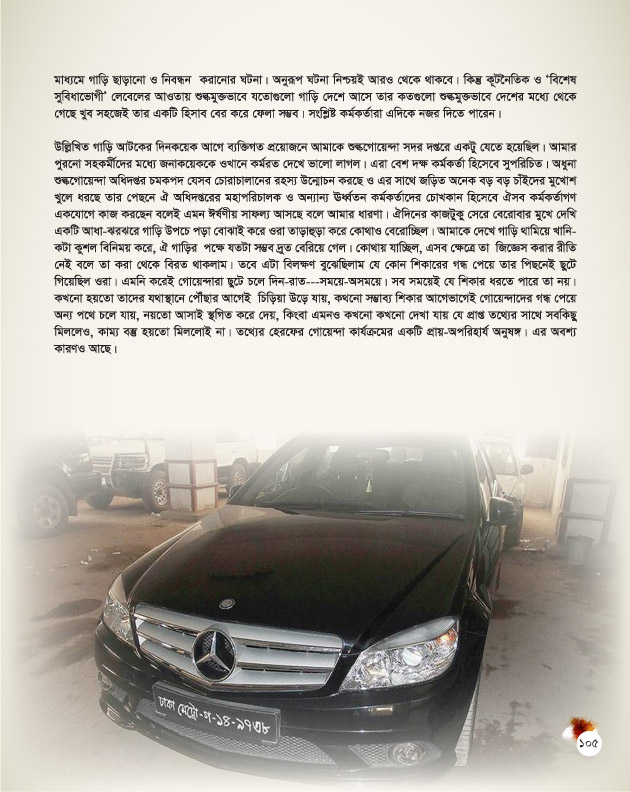 মাধ্যমে গাড়ি ছাড়ানো ও নিবন্ধন করানোর ঘটনা। অনুরূপ ঘটনা নিশ্চয়ই আরও থেকে থাকবে। কিন্তু কূটনৈতিক ও ‘বিশেষ
সুবিধাভোগী’ লেবেলের আওতায় শুল্কমুক্তভাবে যতোগুলো গাড়ি দেশে আসে তার কতগুলো শুল্কমুক্তভাবে দেশের মধ্যে থেকে
গেছে খুব সহজেই তার একটি হিসাব বের করে ফেলা সম্ভব। সংশ্লিষ্ট কর্মকর্তারা এদিকে নজর দিতে পারেন।
উল্লিখিত গাড়ি আটকের দিনকয়েক আগে ব্যক্তিগত প্রয়োজনে আমাকে শুল্কগোয়েন্দা সদর দপ্তরে একটু যেতে হয়েছিল। আমার
পুরনো সহকর্মীদের মধ্যে জনাকয়েককে ওখানে কর্মরত দেখে ভালো লাগল। এরা বেশ দক্ষ কর্মকর্তা হিসেবে সুপরিচিত। অধুনা
শুল্কগোয়েন্দা অধিদপ্তর চমকপদ যেসব চোরাচালানের রহস্য উন্মোচন করছে ও এর সাথে জড়িত অনেক বড় বড় চাঁইদের মুখোশ
খুলে ধরছে তার পেছনে ঐ অধিদপ্তরের মহাপরিচালক ও অন্যান্য ঊর্ধ্বতন কর্মকর্তাদের চোখকান হিসেবে ঐসব কর্মকর্তাগণ
একযোগে কাজ করছেন বলেই এমন ঈর্ষণীয় সাফল্য আসছে বলে আমার ধারণা। ঐদিনের কাজটুকু সেরে বেরোবার মুখে দেখি
একটি আধা-ঝরঝরে গাড়ি উপচে পড়া বোঝাই করে ওরা তাড়াহুড়া করে কোথাও বেরোচ্ছিল। আমাকে দেখে গাড়ি থামিয়ে খানি-
কটা কুশল বিনিময় করে, ঐ গাড়ির পক্ষে যতটা সম্ভব দ্রুত বেরিয়ে গেল। কোথায় যাচ্ছিল, এসব ক্ষেত্রে তা জিজ্ঞেস করার রীতি
নেই বলে তা করা থেকে বিরত থাকলাম। তবে এটা বিলক্ষণ বুঝেছিলাম যে কোন শিকারের গন্ধ পেয়ে তার পিছনেই ছুটে
গিয়েছিল ওরা। এমনি করেই গোয়েন্দারা ছুটে চলে দিন-রাত---সময়ে-অসময়ে। সব সময়েই যে শিকার ধরতে পারে তা নয়।
কখনো হয়তো তাদের যথাস্থানে পৌঁছার আগেই চিড়িয়া উড়ে যায়, কখনো সম্ভাব্য শিকার আগেভাগেই গোয়েন্দাদের গন্ধ পেয়ে
অন্য পথে চলে যায়, নয়তো আসাই স্থগিত করে দেয়, কিংবা এমনও কখনো কখনো দেখা যায় যে প্রাপ্ত তথ্যের সাথে সবকিছু
মিললেও, কাম্য বস্তু হয়তো মিললোই না। তথ্যের হেরফের গোয়েন্দা কার্যক্রমের একটি প্রায়-অপরিহার্য অনুষঙ্গ। এর অবশ্য
কারণও আছে।
ঢাকা মেট্রো-গ-১৪-৯৭৩৮
১০৫